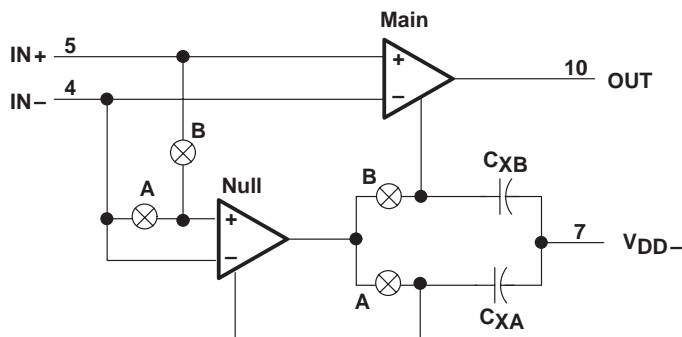 Main
IN+ 5
IN− 4
+
−
10 OUT
B
A
Null
+
−
B
A
CXB
CXA
7 VDD−